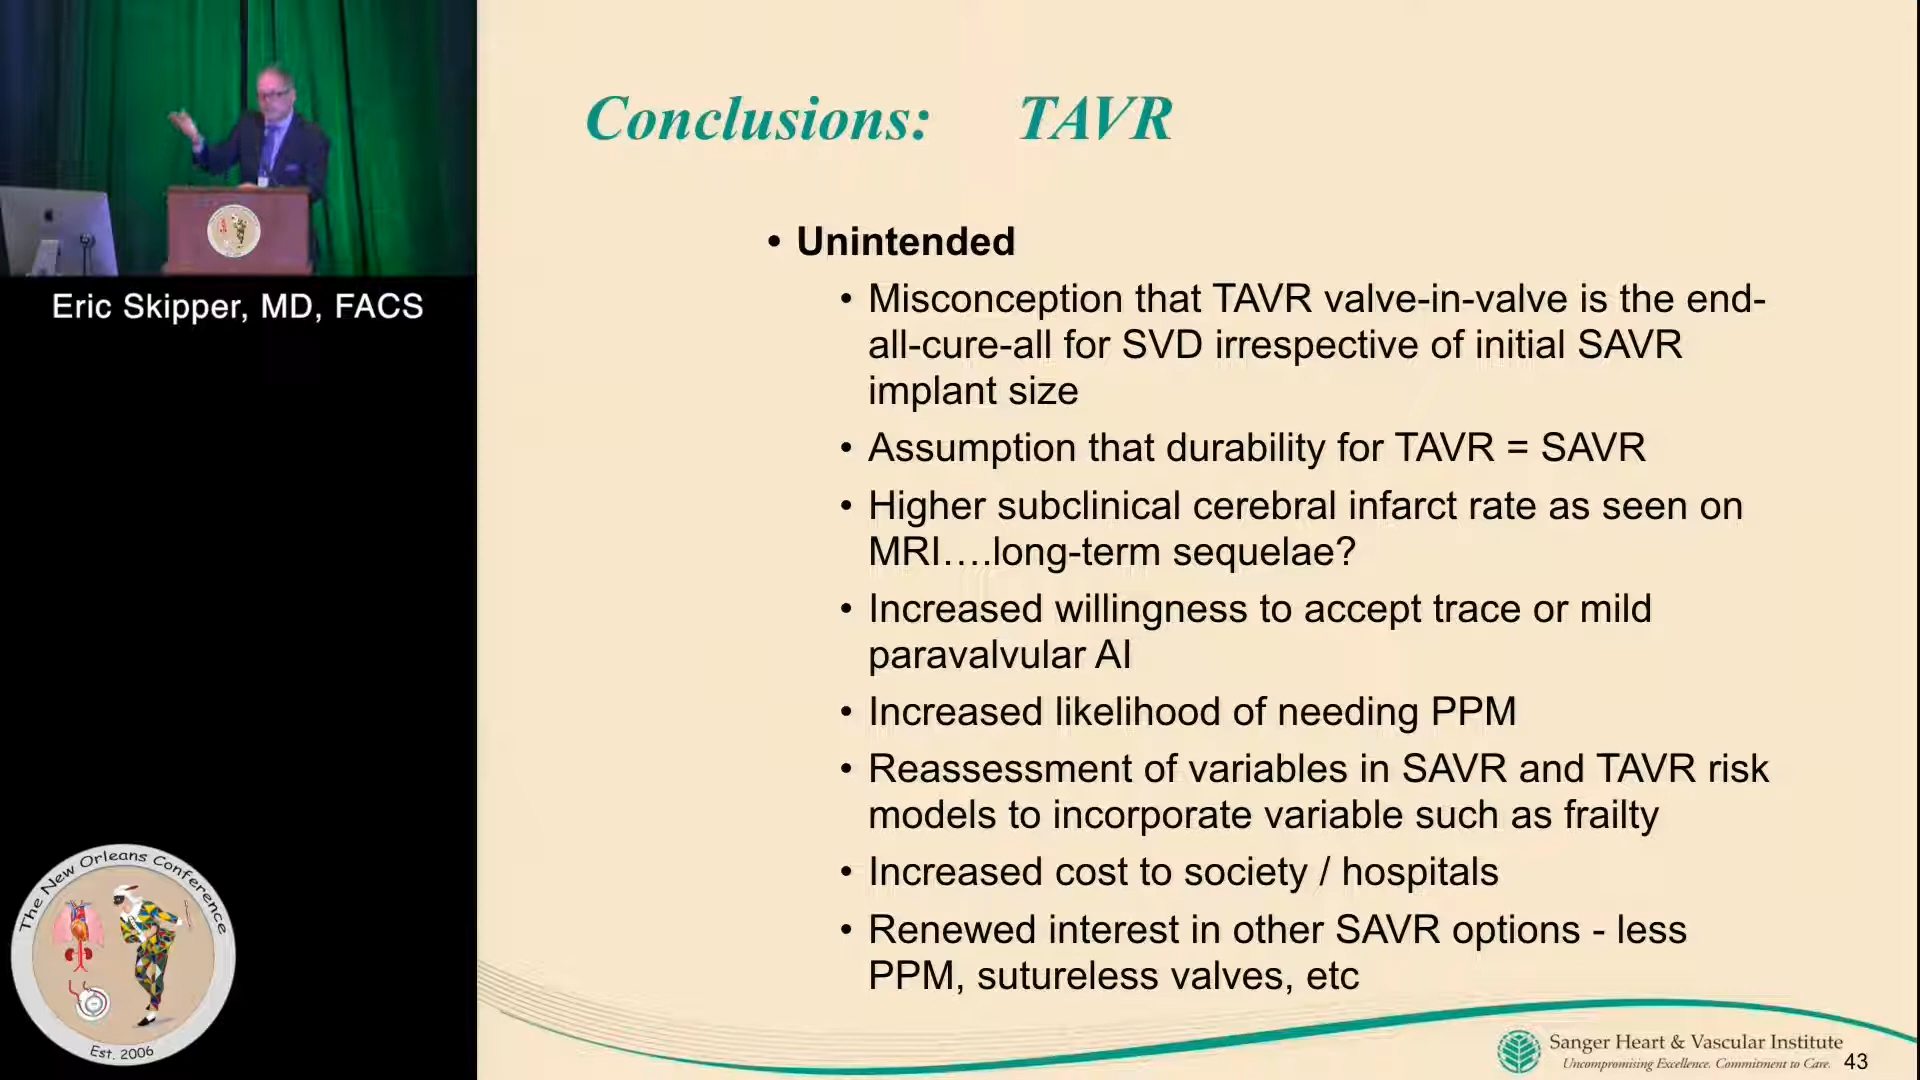 Conclusions: TAVR
• Unintended
• Misconception that TAVR valve-in-valve is the end-
all-cure-all for SVD irrespective of initial SAVR
implant size
• Assumption that durability for TAVR = SAVR
• Higher subclinical cerebral infarct rate as seen on
MRI….long-term sequelae?
• Increased willingness to accept trace or mild
paravalvular AI
• Increased likelihood of needing PPM
• Reassessment of variables in SAVR and TAVR risk
models to incorporate variable such as frailty
• Increased cost to society / hospitals
• Renewed interest in other SAVR options - less
PPM, sutureless valves, etc
Eric Skipper, MD, FACS
The New Orleans Conference
Est. 2006
Sanger Heart & Vascular Institute
Uncompromising Excellence. Commitment to Care.
43